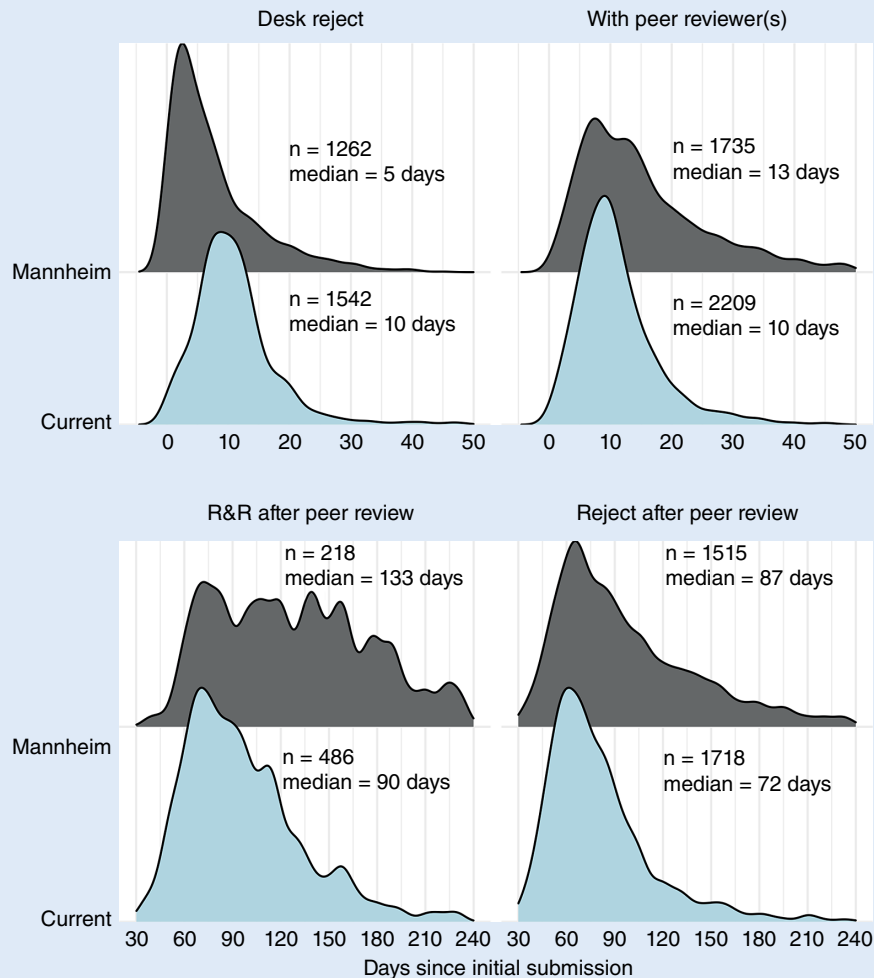 Desk reject
With peer reviewer(s)
n = 1262
median = 5 days
n = 1735
median = 13 days
Mannheim
n = 1542
median = 10 days
n = 2209
median = 10 days
Current
0 10 20 30 40 50
0 10 20 30 40 50
R&R after peer review
Reject after peer review
n = 218
median = 133 days
n = 1515
median = 87 days
Mannheim
n = 486
median = 90 days
n = 1718
median = 72 days
Current
30 60 90 120 150 180 210 240
30 60 90 120 150 180 210 240
Days since initial submission